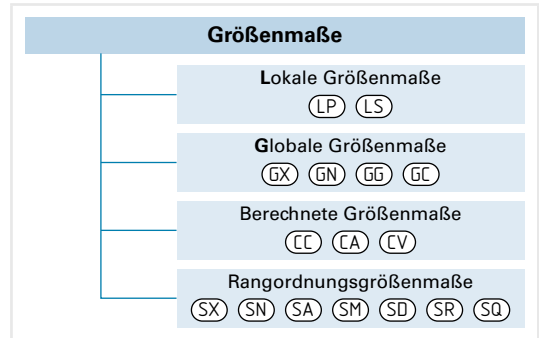 Größenmaße
Lokale Größenmaße
LP LS
Globale Größenmaße
GX GN GG GC
Berechnete Größenmaße
CC CA CV
Rangordnungsgrößenmaße
SX SN SA SM SD SR SQ